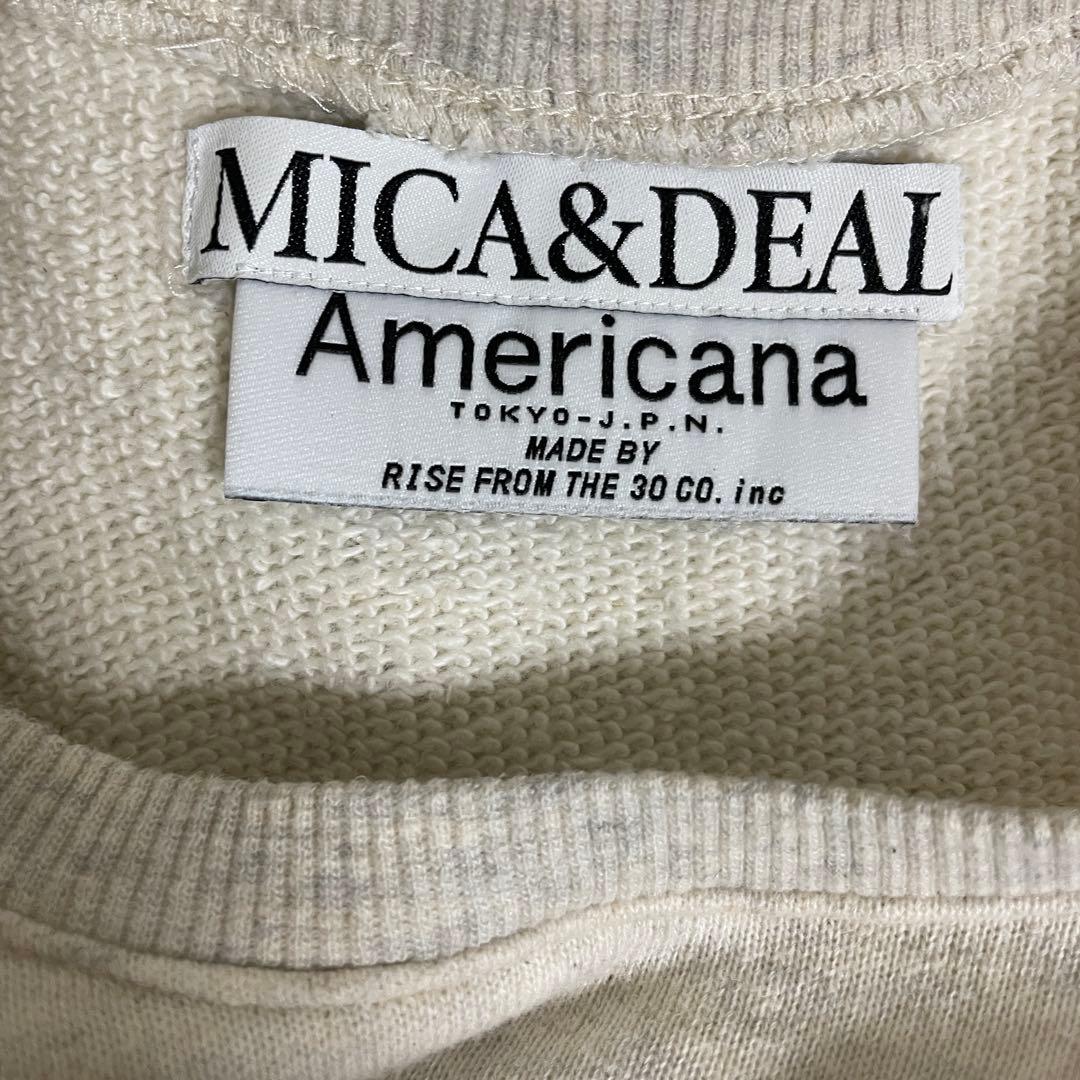 MICA&DEAL
Americana
TOKYO-J.P.N.
MADE BY
RISE FROM THE 30 CO. inc